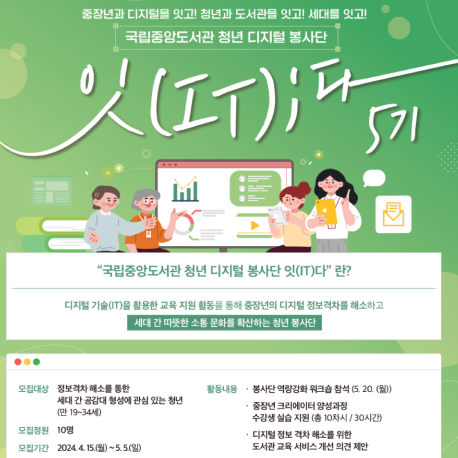 중장년과 디지털을 잇고! 청년과 도서관을 잇고! 세대를 잇고!
국립중앙도서관 청년 디지털 봉사단
잇(IT)다
5기
“국립중앙도서관 청년 디지털 봉사단 잇(IT)다” 란?
디지털 기술(IT)을 활용한 교육 지원 활동을 통해 중장년의 디지털 정보격차를 해소하고
세대 간 따뜻한 소통 문화를 확산하는 청년 봉사단
모집대상 정보격차 해소를 통한
세대 간 공감대 형성에 관심 있는 청년
(만 19~34세)
모집정원 10명
모집기간 2024. 4. 15.(월) ~ 5. 5.(일)
활동내용 · 봉사단 역량강화 워크숍 참석 (5. 20. (월))
· 중장년 크리에이터 양성과정
수강생 실습 지원 (총 10차시 / 30시간)
· 디지털 정보 격차 해소를 위한
도서관 교육 서비스 개선 의견 제안